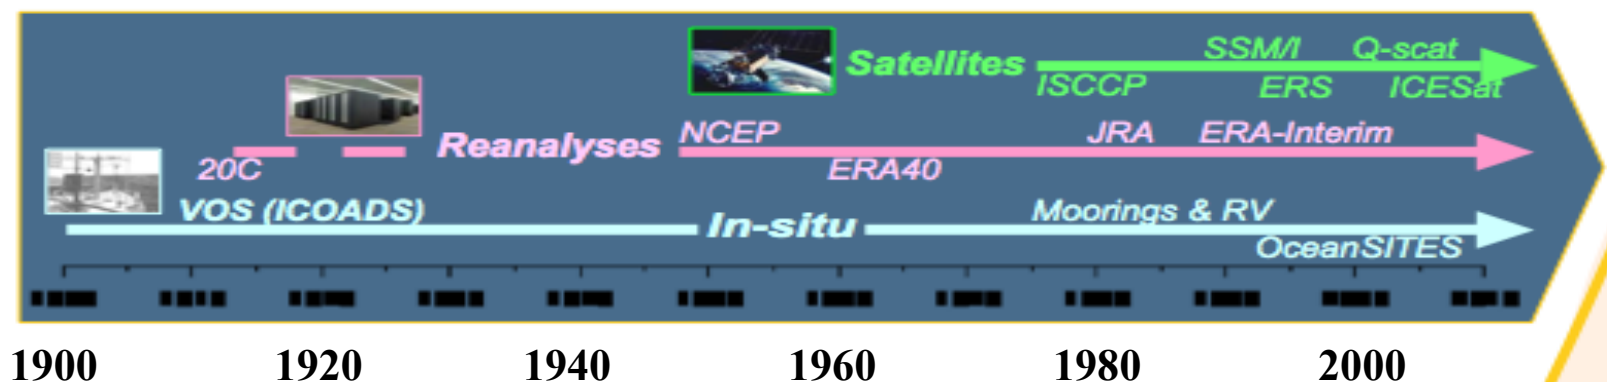 SSM/I Q-scat
Satellites
ISCCP ERS ICESat
NCEP JRA ERA-Interim
Reanalyses
20C ERA40
VOS (ICOADS) Moorings & RV
In-situ
OceanSITES
1900 1920 1940 1960 1980 2000